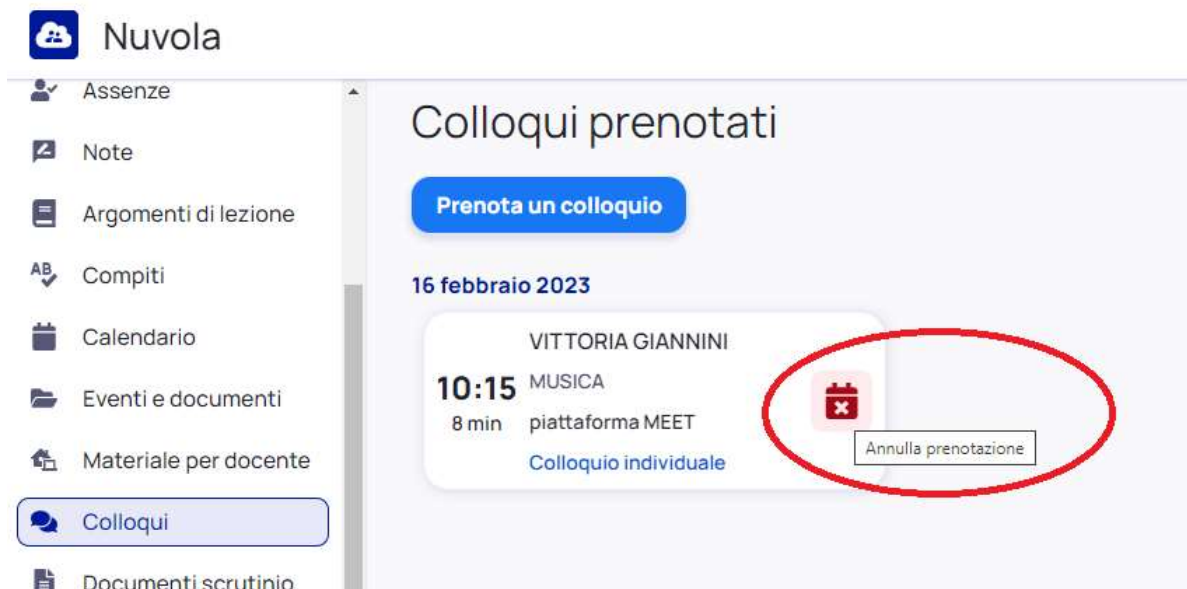 Nuvola
Assenze
Note
Argomenti di lezione
AB
Compiti
Calendario
Eventi e documenti
Materiale per docente
Colloqui
Documenti scrutinio
Colloqui prenotati
Prenota un colloquio
16 febbraio 2023
VITTORIA GIANNINI
10:15 MUSICA
8 min piattaforma MEET
Colloquio individuale
Annulla prenotazione